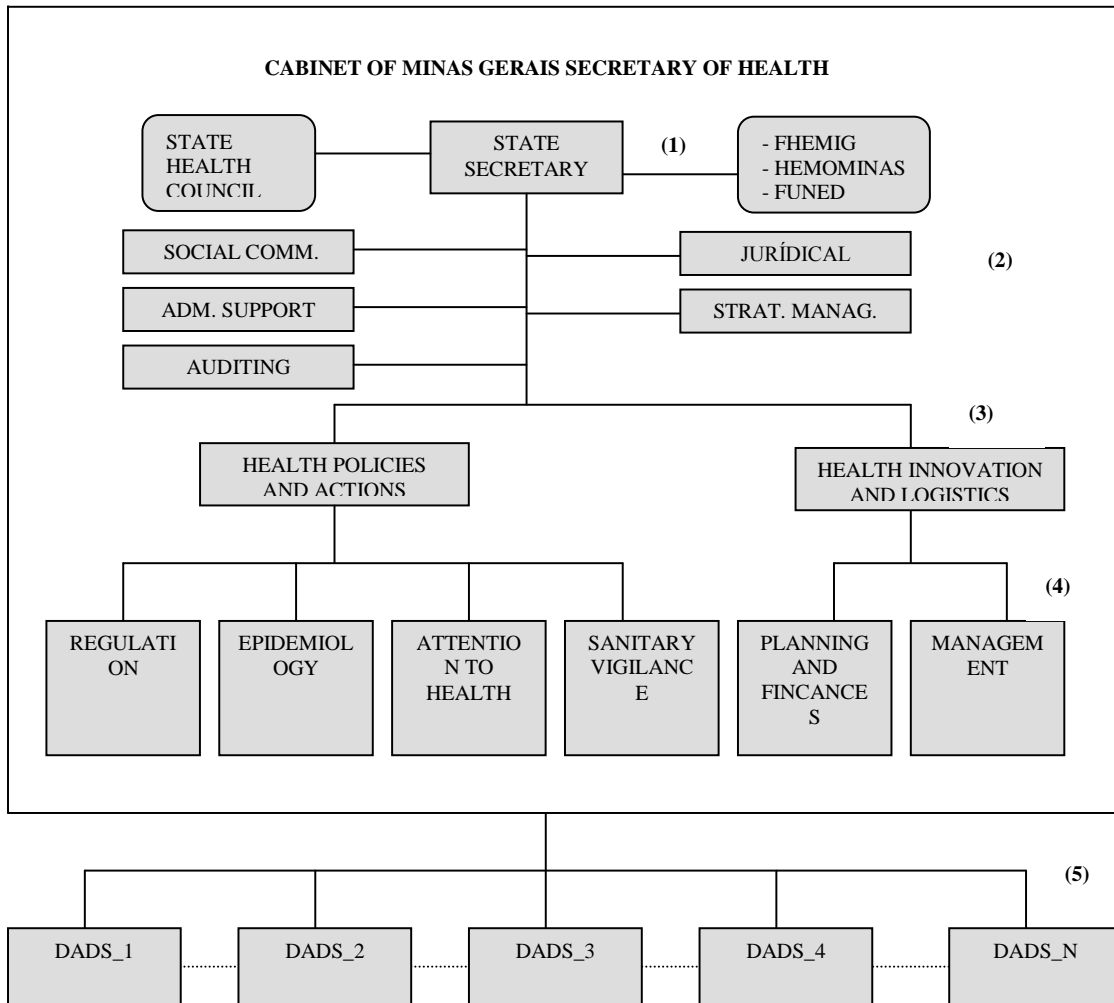 CABINET OF MINAS GERAIS SECRETARY OF HEALTH
STATE
HEALTH
COUNCIL
STATE
SECRETARY
(1)
- FHEMIG
- HEMOMINAS
- FUNED
SOCIAL COMM.
JURÍDICAL
(2)
ADM. SUPPORT
STRAT. MANAG.
AUDITING
(3)
HEALTH POLICIES
AND ACTIONS
HEALTH INNOVATION
AND LOGISTICS
(4)
REGULATI
ON
EPIDEMIOL
OGY
ATTENTIO
N TO
HEALTH
SANITARY
VIGILANC
E
PLANNING
AND
FINCANCE
S
MANAGEM
ENT
(5)
DADS_1
DADS_2
DADS_3
DADS_4
DADS_N